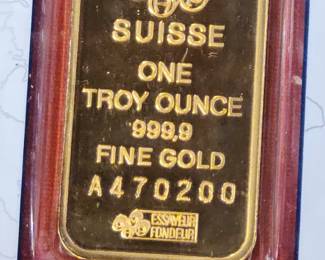 SUISSE
ONE
TROY OUNCE
999,9
FINE GOLD
A470200
ESSAYEUR
FONDEUR